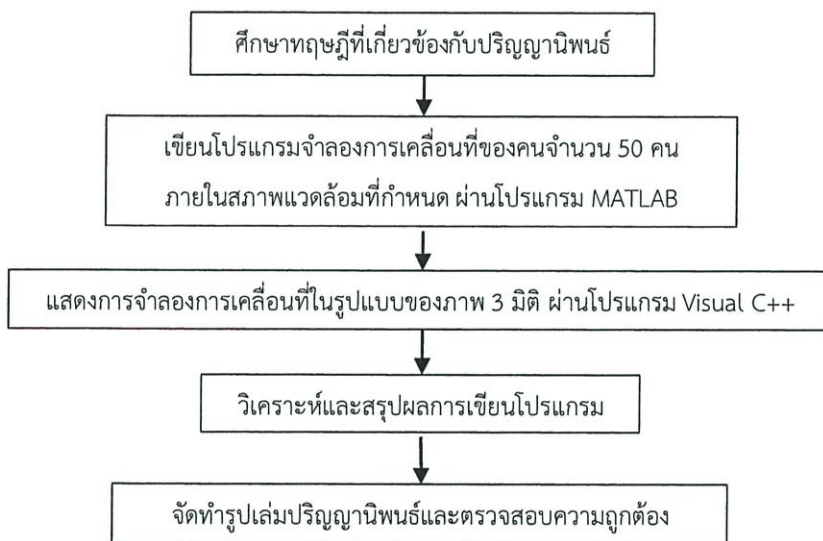 ศึกษาทฤษฎีที่เกี่ยวข้องกับปริญญานิพนธ์
เขียนโปรแกรมจำลองการเคลื่อนที่ของคนจำนวน 50 คน
ภายในสภาพแวดล้อมที่กำหนด ผ่านโปรแกรม MATLAB
แสดงการจำลองการเคลื่อนที่ในรูปแบบของภาพ 3 มิติ ผ่านโปรแกรม Visual C++
วิเคราะห์และสรุปผลการเขียนโปรแกรม
จัดทำรูปเล่มปริญญานิพนธ์และตรวจสอบความถูกต้อง